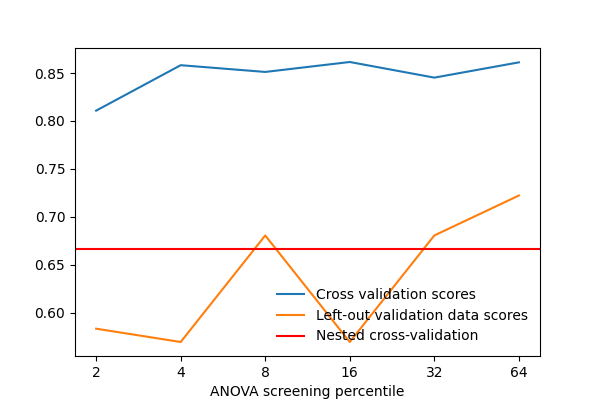 0.85
0.80
0.75
0.70
0.65
0.60
Cross validation scores
Left-out validation data scores
Nested cross-validation
2 4 8 16 32 64
ANOVA screening percentile